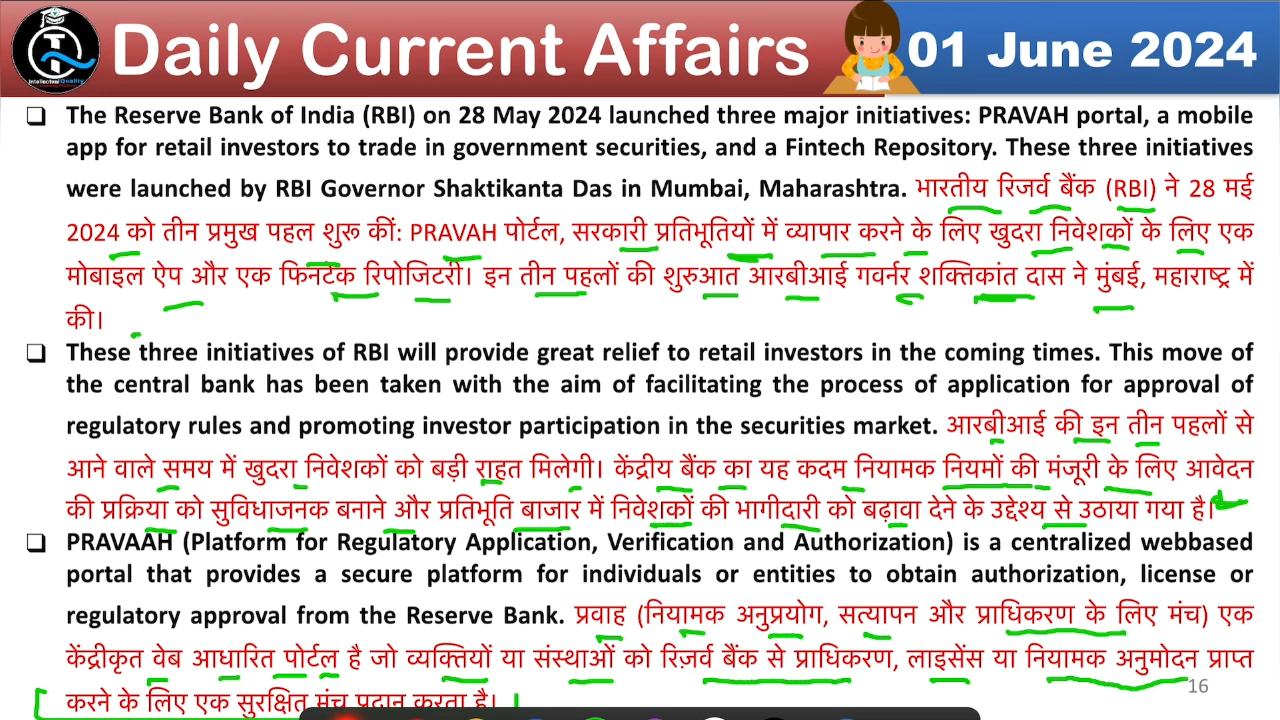 Daily Current Affairs
01 June 2024
The Reserve Bank of India (RBI) on 28 May 2024 launched three major initiatives: PRAVAH portal, a mobile
app for retail investors to trade in government securities, and a Fintech Repository. These three initiatives
were launched by RBI Governor Shaktikanta Das in Mumbai, Maharashtra. भारतीय रिजर्व बैंक (RBI) ने 28 मई
2024 को तीन प्रमुख पहल शुरू कीं: PRAVAH पोर्टल, सरकारी प्रतिभूतियों में व्यापार करने के लिए खुदरा निवेशकों के लिए एक
मोबाइल ऐप और एक फिनटेक रिपोजिटरी। इन तीन पहलों की शुरुआत आरबीआई गवर्नर शक्तिकांत दास ने मुंबई, महाराष्ट्र में
की।
These three initiatives of RBI will provide great relief to retail investors in the coming times. This move of
the central bank has been taken with the aim of facilitating the process of application for approval of
regulatory rules and promoting investor participation in the securities market. आरबीआई की इन तीन पहलों से
आने वाले समय में खुदरा निवेशकों को बड़ी राहत मिलेगी। केंद्रीय बैंक का यह कदम नियामक नियमों की मंजूरी के लिए आवेदन
की प्रक्रिया को सुविधाजनक बनाने और प्रतिभूति बाजार में निवेशकों की भागीदारी को बढ़ावा देने के उद्देश्य से उठाया गया है।
PRAVAAH (Platform for Regulatory Application, Verification and Authorization) is a centralized webbased
portal that provides a secure platform for individuals or entities to obtain authorization, license or
regulatory approval from the Reserve Bank. प्रवाह (नियामक अनुप्रयोग, सत्यापन और प्राधिकरण के लिए मंच) एक
केंद्रीकृत वेब आधारित पोर्टल है जो व्यक्तियों या संस्थाओं को रिज़र्व बैंक से प्राधिकरण, लाइसेंस या नियामक अनुमोदन प्राप्त
करने के लिए एक सुरक्षित मंच प्रदान करता है।
16